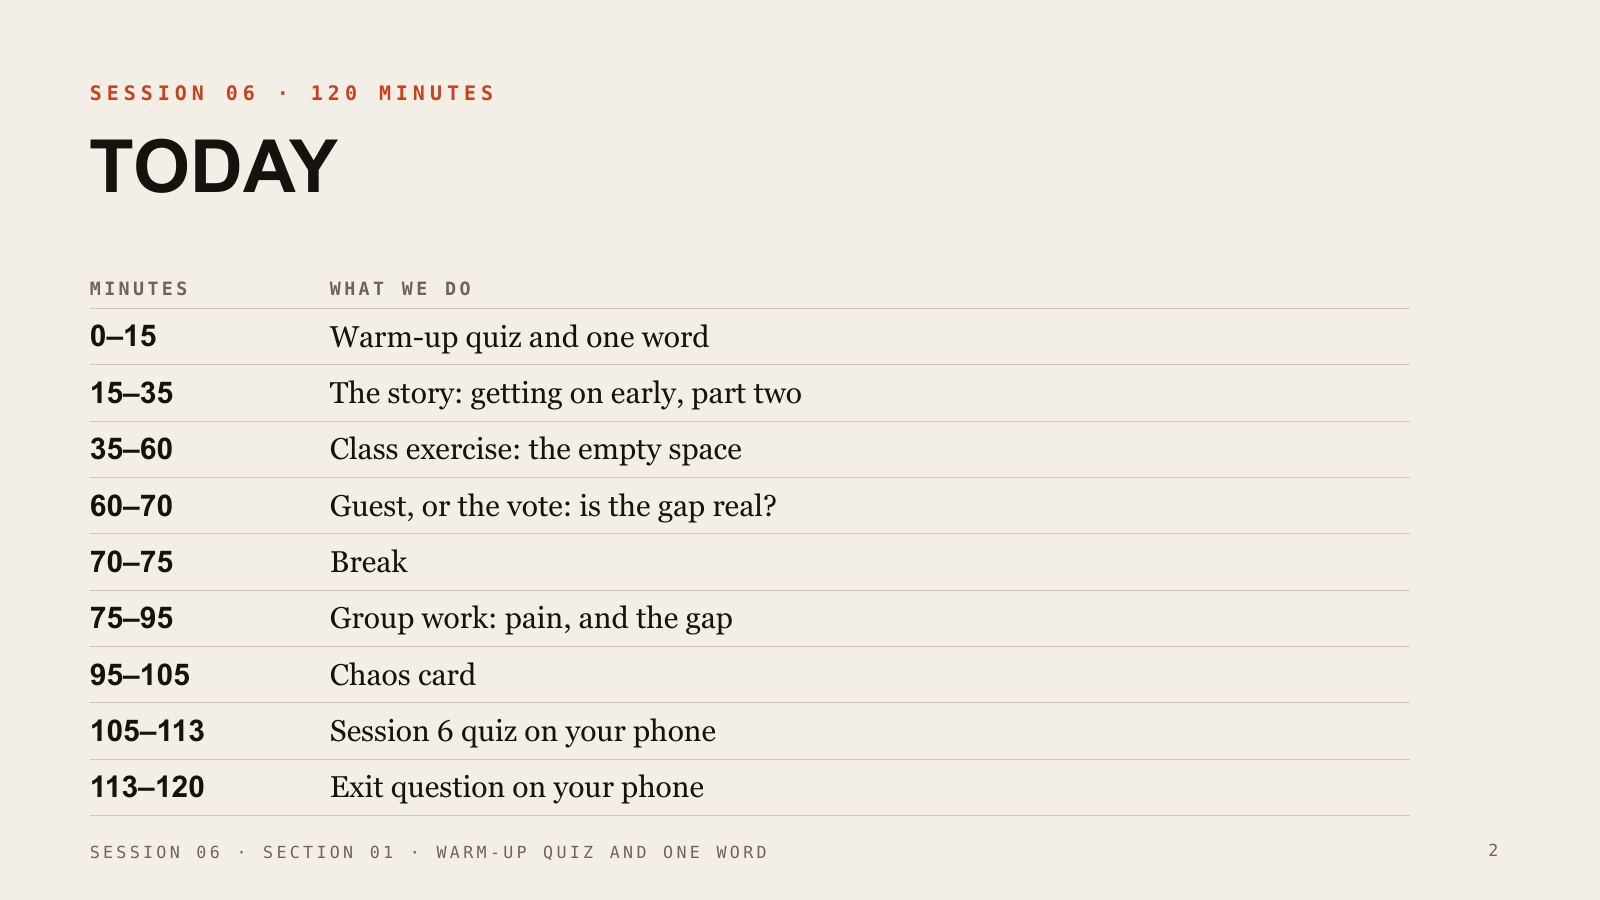 SESSION 06 · 120 MINUTES
TODAY
MINUTES WHAT WE DO
0–15 Warm-up quiz and one word
15–35 The story: getting on early, part two
35–60 Class exercise: the empty space
60–70 Guest, or the vote: is the gap real?
70–75 Break
75–95 Group work: pain, and the gap
95–105 Chaos card
105–113 Session 6 quiz on your phone
113–120 Exit question on your phone
SESSION 06 · SECTION 01 · WARM-UP QUIZ AND ONE WORD 2